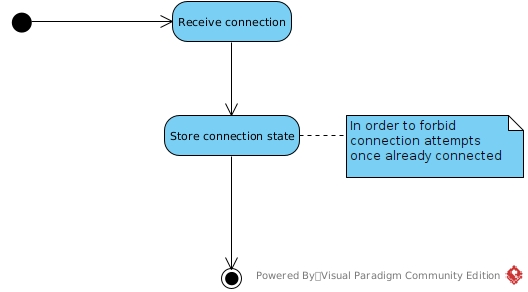 Receive connection
Store connection state
In order to forbid
connection attempts
once already connected
Powered By Visual Paradigm Community Edition